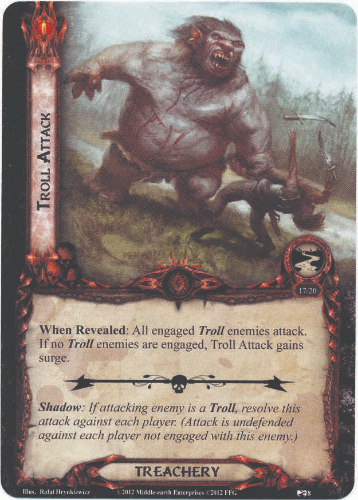 TROLL ATTACK
17/20
When Revealed: All engaged Troll enemies attack.
If no Troll enemies are engaged, Troll Attack gains
surge.
Shadow: If attacking enemy is a Troll, resolve this
attack against each player. (Attack is undefended
against each player not engaged with this enemy.)
TREACHERY
Illus. Rafał Hrynkiewicz
©2012 Middle-earth Enterprises ©2012 FFG
8